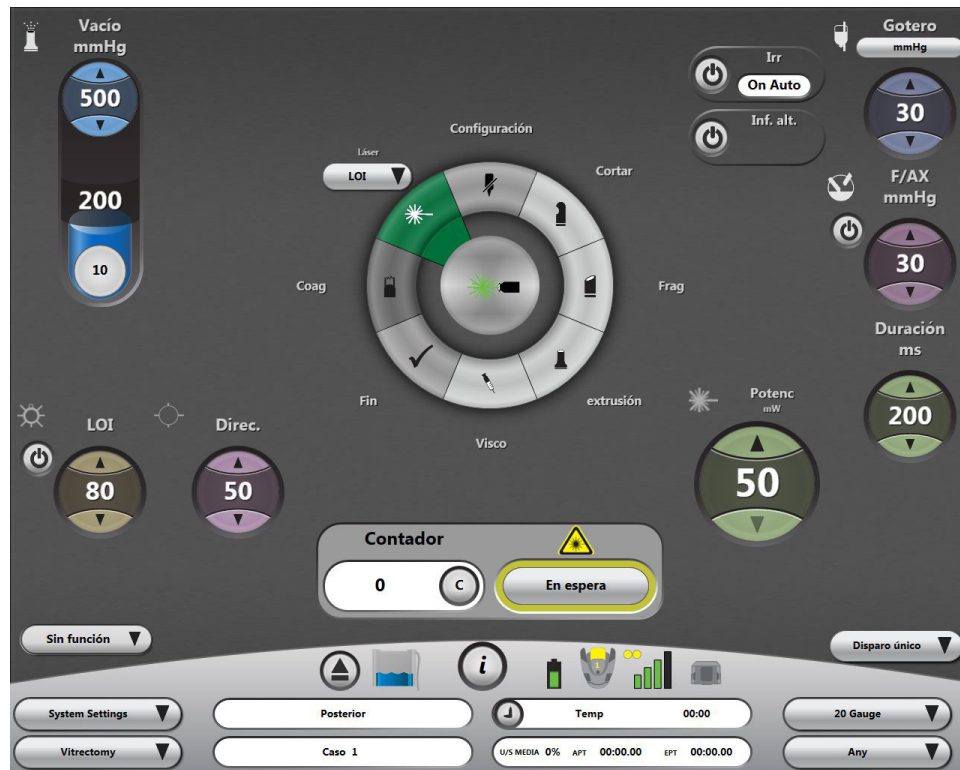 Vacío
mmHg
500
200
10
Irr
On Auto
Inf. alt.
Gotero
mmHg
30
F/AX
mmHg
30
Duración
ms
200
Configuración
Láser
LOI
Cortar
Coag
Frag
Fin
extrusión
Visco
LOI
80
Direc.
50
Potenc
mW
50
Contador
0
C
En espera
Sin función
Disparo único
i
1
System Settings
Posterior
Temp 00:00
20 Gauge
Vitrectomy
Caso 1
U/S MEDIA 0% APT 00:00.00 EPT 00:00.00
Any